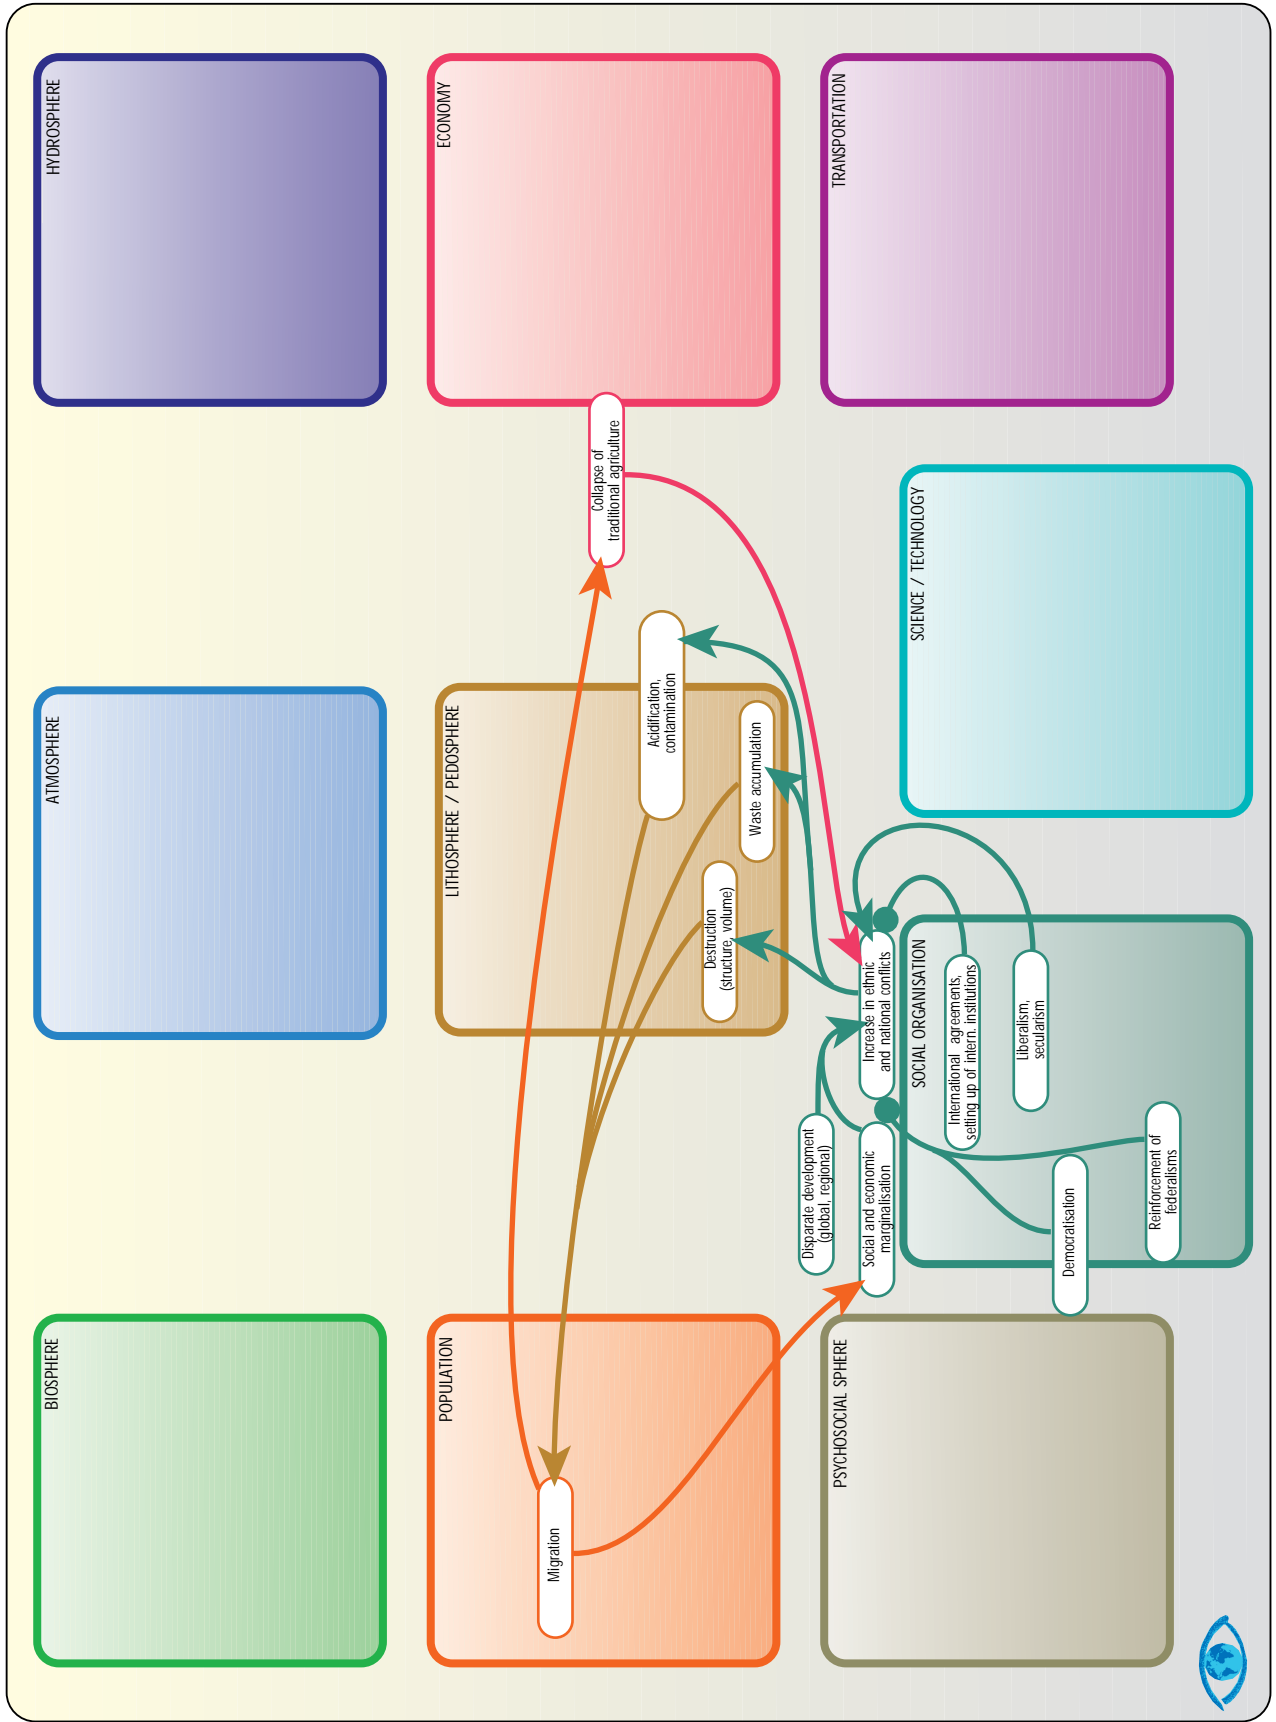 BIOSPHERE
ATMOSPHERE
HYDROSPHERE
POPULATION
Migration
LITHOSPHERE / PEDOSPHERE
Destruction
(structure, volume)
Waste accumulation
Acidification,
contamination
ECONOMY
Collapse of
traditional agriculture
PSYCHOSOCIAL SPHERE
Disparate development
(global, regional)
Social and economic
marginalisation
Increase in ethnic
and national conflicts
SOCIAL ORGANISATION
International agreements,
setting up of intern. institutions
Liberalism,
secularism
Democratisation
Reinforcement of
federalisms
SCIENCE / TECHNOLOGY
TRANSPORTATION